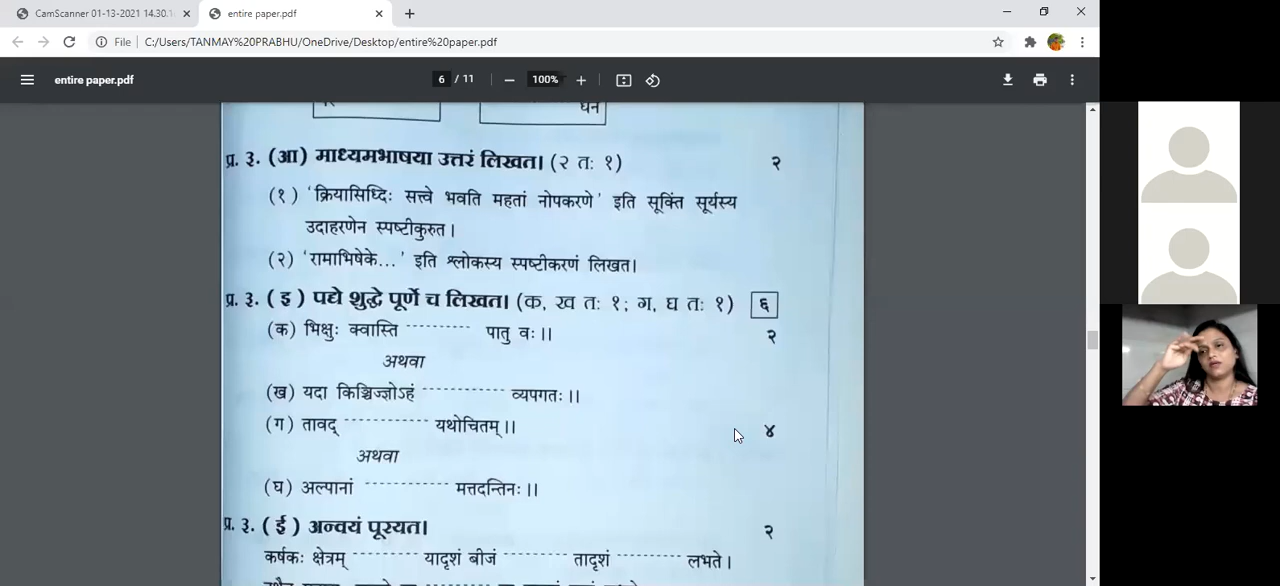 CamScanner 01-13-2021 14.30.1
entire paper.pdf
File C:/Users/TANMAY%20PRABHU/OneDrive/Desktop/entire%20paper.pdf
entire paper.pdf 6 / 11 100%
धन
प्र. ३. (आ) माध्यमभाषया उत्तरं लिखत। (२ तः १) २
(१) 'क्रियासिध्दिः सत्त्वे भवति महतां नोपकरणे' इति सूक्तिं सूर्यस्य
उदाहरणेन स्पष्टीकुरुत।
(२) 'रामाभिषेके...' इति श्लोकस्य स्पष्टीकरणं लिखत।
प्र. ३. (इ) पद्ये शुद्धे पूर्णे च लिखत। (क, ख तः १; ग, घ तः १) ६
(क) भिक्षुः क्वास्ति ---------- पातु वः।। २
अथवा
(ख) यदा किञ्चिज्ज्ञोऽहं ------------- व्यपगतः।।
(ग) तावद् ------------- यथोचितम्।। ४
अथवा
(घ) अल्पानां ------------- मत्तदन्तिनः।।
प्र. ३. (ई) अन्वयं पूरयत। २
कर्षकः क्षेत्रम् ---------- यादृशं बीजं ---------- तादृशं ---------- लभते।